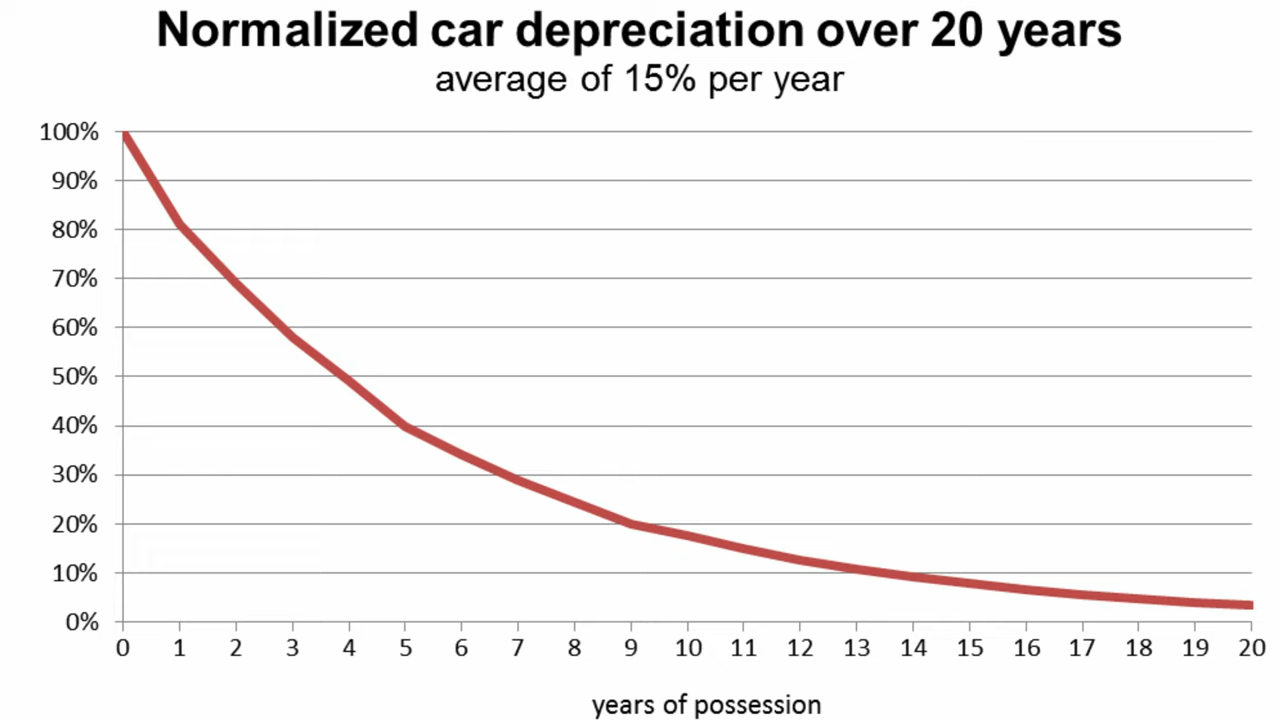 Normalized car depreciation over 20 years
average of 15% per year
100%
90%
80%
70%
60%
50%
40%
30%
20%
10%
0%
0 1 2 3 4 5 6 7 8 9 10 11 12 13 14 15 16 17 18 19 20
years of possession